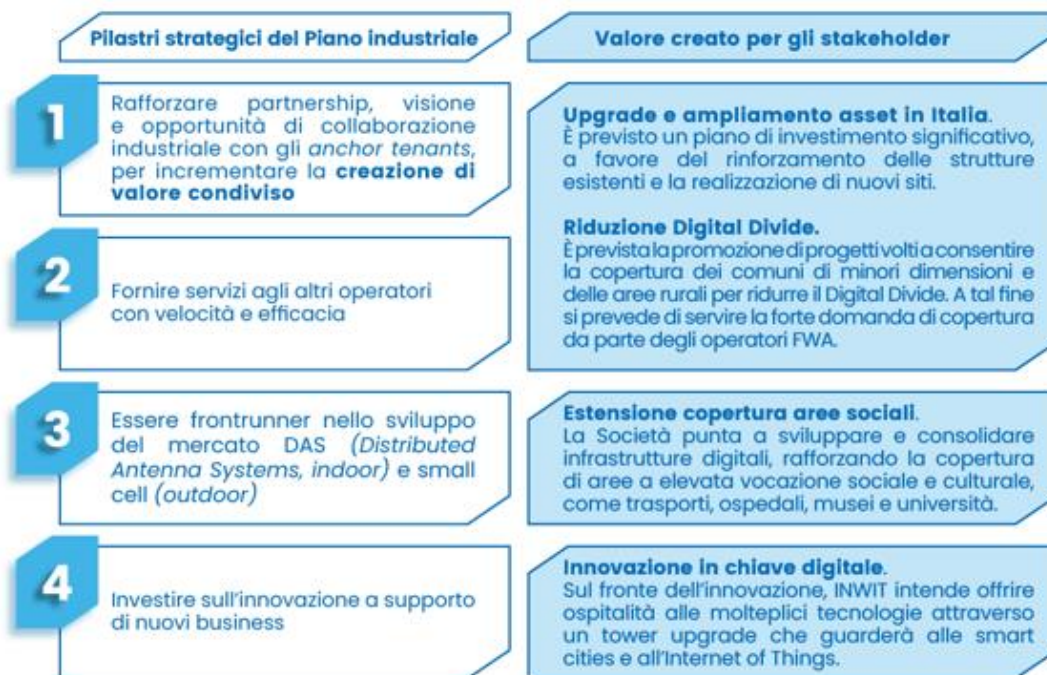 Pilastri strategici del Piano industriale
Valore creato per gli stakeholder
1
Rafforzare partnership, visione
e opportunità di collaborazione
industriale con gli anchor tenants,
per incrementare la creazione di
valore condiviso
2
Fornire servizi agli altri operatori
con velocità e efficacia
Upgrade e ampliamento asset in Italia.
È previsto un piano di investimento significativo,
a favore del rinforzamento delle strutture
esistenti e la realizzazione di nuovi siti.
Riduzione Digital Divide.
È prevista la promozione di progetti volti a consentire
la copertura dei comuni di minori dimensioni e
delle aree rurali per ridurre il Digital Divide. A tal fine
si prevede di servire la forte domanda di copertura
da parte degli operatori FWA.
3
Essere frontrunner nello sviluppo
del mercato DAS (Distributed
Antenna Systems, indoor) e small
cell (outdoor)
Estensione copertura aree sociali.
La Società punta a sviluppare e consolidare
infrastrutture digitali, rafforzando la copertura
di aree a elevata vocazione sociale e culturale,
come trasporti, ospedali, musei e università.
4
Investire sull'innovazione a supporto
di nuovi business
Innovazione in chiave digitale.
Sul fronte dell'innovazione, INWIT intende offrire
ospitalità alle molteplici tecnologie attraverso
un tower upgrade che guarderà alle smart
cities e all'Internet of Things.